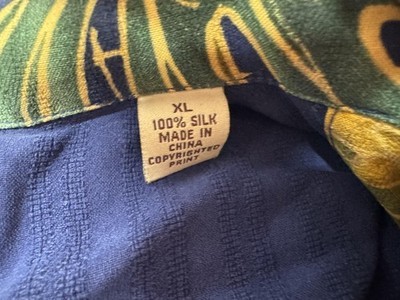 XL
100% SILK
MADE IN
CHINA
COPYRIGHTED
PRINT